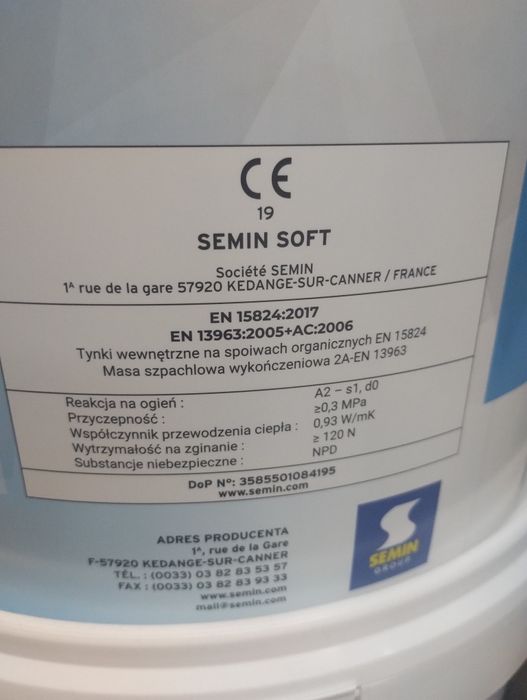 CE
19
SEMIN SOFT
Société SEMIN
1ᴬ rue de la gare 57920 KEDANGE-SUR-CANNER / FRANCE
EN 15824:2017
EN 13963:2005+AC:2006
Tynki wewnętrzne na spoiwach organicznych EN 15824
Masa szpachlowa wykończeniowa 2A-EN 13963
Reakcja na ogień : A2 – s1, d0
Przyczepność : ≥0,3 MPa
Współczynnik przewodzenia ciepła : 0,93 W/mK
Wytrzymałość na zginanie : ≥ 120 N
Substancje niebezpieczne : NPD
DoP Nº: 3585501084195
www.semin.com
ADRES PRODUCENTA
1ᴬ, rue de la Gare
F-57920 KEDANGE-SUR-CANNER
TÉL. : (0033) 03 82 83 53 57
FAX : (0033) 03 82 83 93 33
www.semin.com
mail@semin.com
SEMIN
GROUP